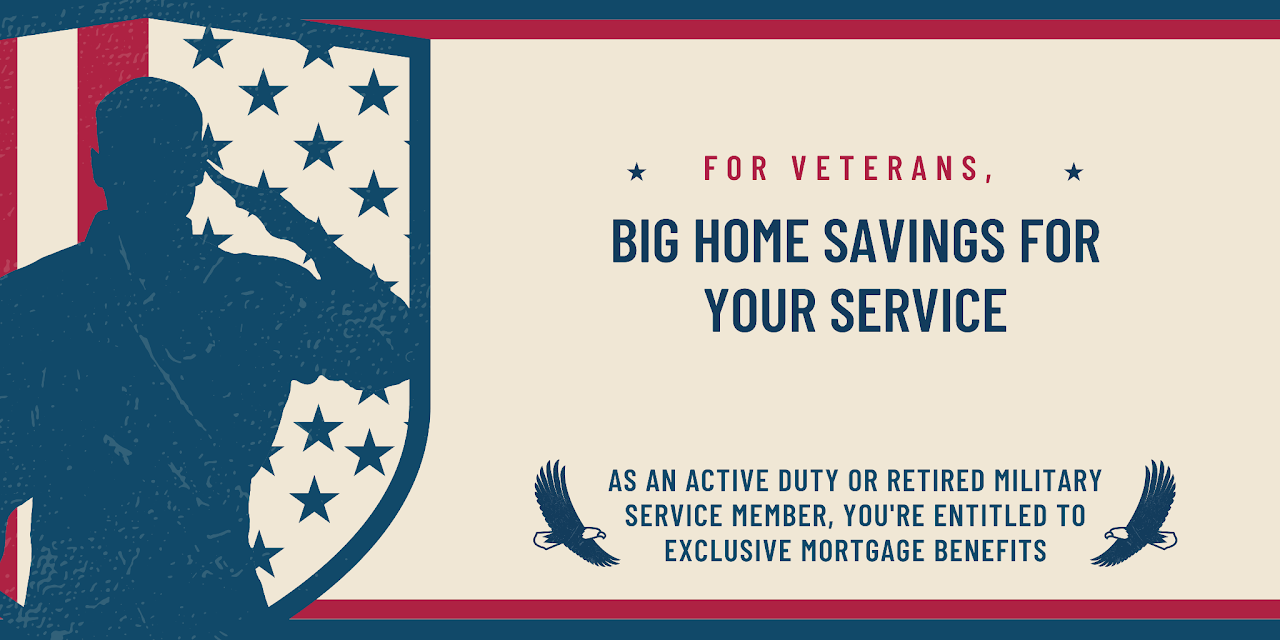 FOR VETERANS,
BIG HOME SAVINGS FOR
YOUR SERVICE
AS AN ACTIVE DUTY OR RETIRED MILITARY
SERVICE MEMBER, YOU'RE ENTITLED TO
EXCLUSIVE MORTGAGE BENEFITS